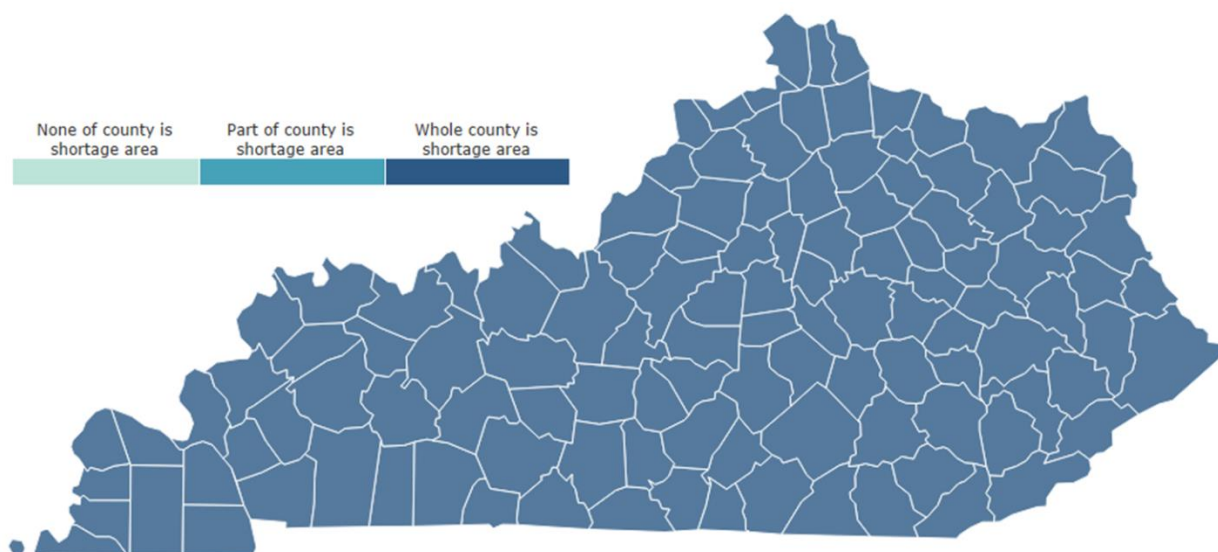 None of county is
shortage area
Part of county is
shortage area
Whole county is
shortage area